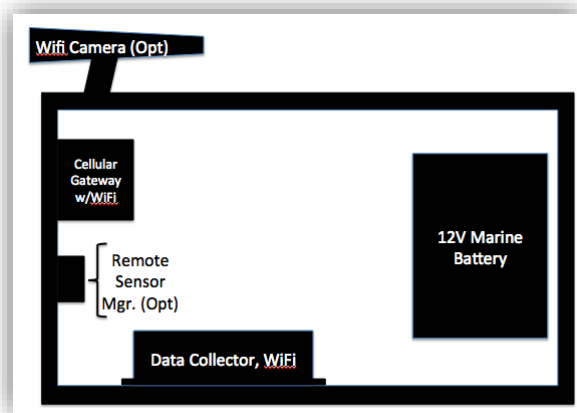 Wifi Camera (Opt)
Cellular
Gateway
w/WiFi
12V Marine
Battery
Remote
Sensor
Mgr. (Opt)
Data Collector, WiFi